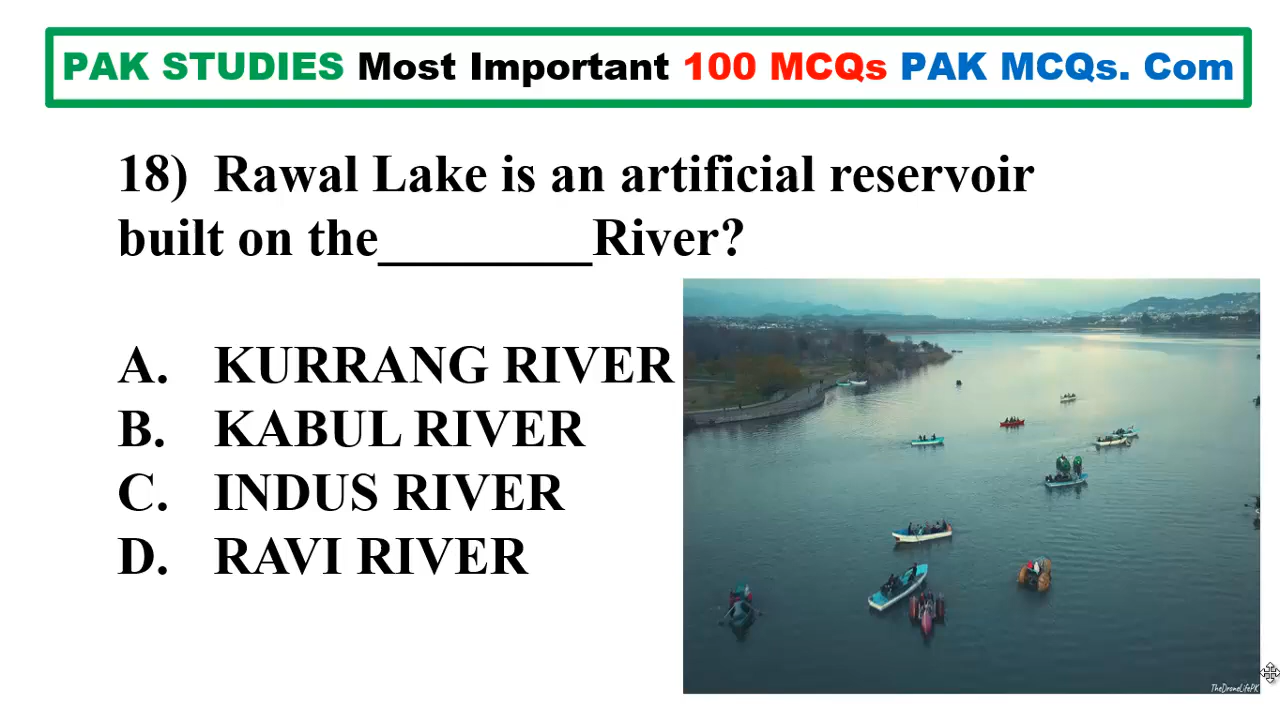 PAK STUDIES Most Important 100 MCQs PAK MCQs. Com
18) Rawal Lake is an artificial reservoir
built on the________River?
A. KURRANG RIVER
B. KABUL RIVER
C. INDUS RIVER
D. RAVI RIVER
TheDroneLifePK